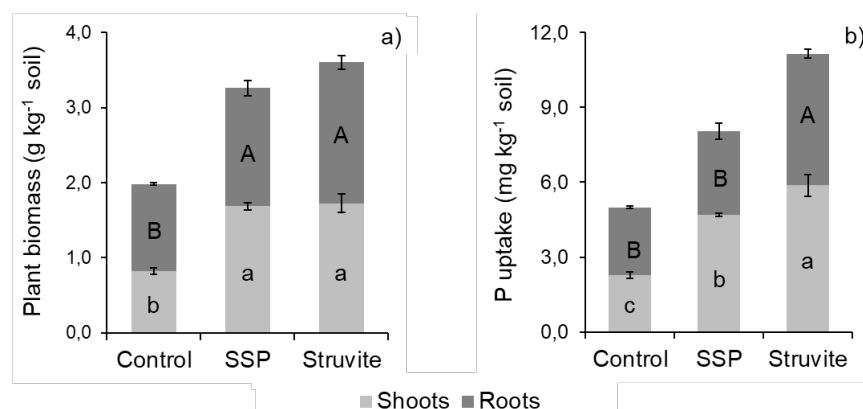 a)
Plant biomass (g kg⁻¹ soil)
4,0
3,0
2,0
1,0
0,0
B
b
A
a
A
a
Control SSP Struvite
b)
P uptake (mg kg⁻¹ soil)
12,0
9,0
6,0
3,0
0,0
B
c
B
b
A
a
Control SSP Struvite
Shoots Roots